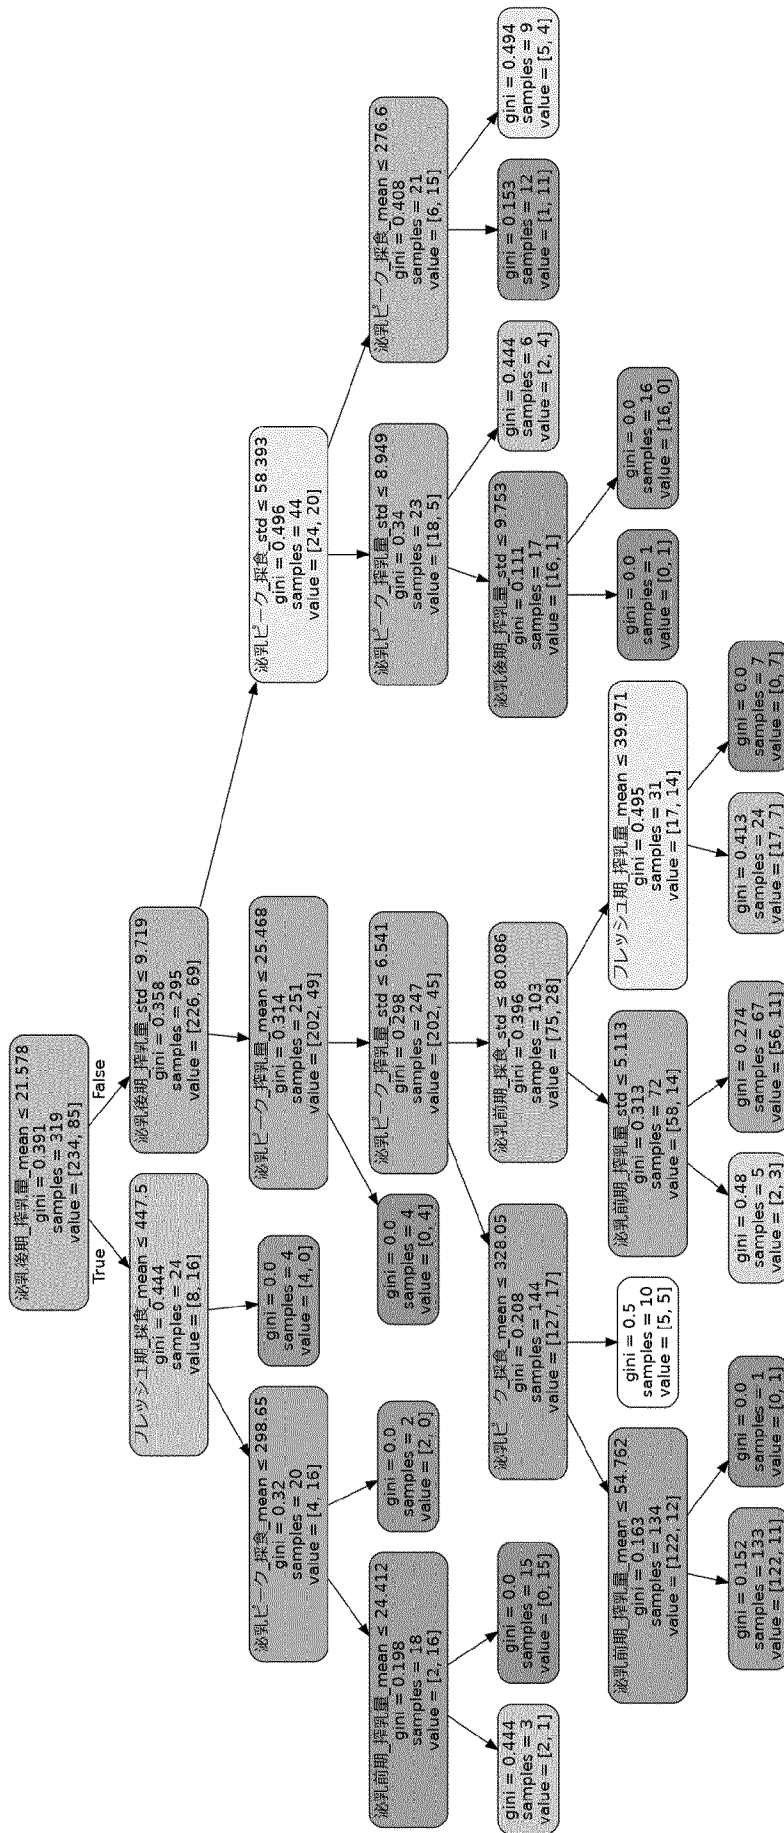 泌乳後期_搾乳量_mean ≤ 21.578
gini = 0.391
samples = 319
value = [234, 85]
True
False
フレッシュ期_採食_mean ≤ 447.5
gini = 0.444
samples = 24
value = [8, 16]
泌乳後期_搾乳量_std ≤ 9.719
gini = 0.358
samples = 295
value = [226, 69]
泌乳ピーク_採食_mean ≤ 298.65
gini = 0.32
samples = 20
value = [4, 16]
gini = 0.0
samples = 4
value = [4, 0]
泌乳ピーク_搾乳量_mean ≤ 25.468
gini = 0.314
samples = 251
value = [202, 49]
泌乳ピーク_採食_std ≤ 58.393
gini = 0.496
samples = 44
value = [24, 20]
泌乳前期_搾乳量_mean ≤ 24.412
gini = 0.198
samples = 18
value = [2, 16]
gini = 0.0
samples = 2
value = [2, 0]
gini = 0.0
samples = 4
value = [0, 4]
泌乳ピーク_搾乳量_std ≤ 6.541
gini = 0.298
samples = 247
value = [202, 45]
泌乳ピーク_搾乳量_std ≤ 8.949
gini = 0.34
samples = 23
value = [18, 5]
泌乳ピーク_採食_mean ≤ 276.6
gini = 0.408
samples = 21
value = [6, 15]
gini = 0.444
samples = 3
value = [2, 1]
gini = 0.0
samples = 15
value = [0, 15]
泌乳ピ ク_採食_mean ≤ 328.05
gini = 0.208
samples = 144
value = [127, 17]
泌乳前期_採食_std ≤ 80.086
gini = 0.396
samples = 103
value = [75, 28]
泌乳後期_搾乳量_std ≤ 9.753
gini = 0.111
samples = 17
value = [16, 1]
gini = 0.444
samples = 6
value = [2, 4]
gini = 0.153
samples = 12
value = [1, 11]
gini = 0.494
samples = 9
value = [5, 4]
泌乳前期_搾乳量_mean ≤ 54.762
gini = 0.163
samples = 134
value = [122, 12]
gini = 0.5
samples = 10
value = [5, 5]
泌乳前期_搾乳量_std ≤ 5.113
gini = 0.313
samples = 72
value = [58, 14]
フレッシュ期_搾乳量_mean ≤ 39.971
gini = 0.495
samples = 31
value = [17, 14]
gini = 0.0
samples = 1
value = [0, 1]
gini = 0.0
samples = 16
value = [16, 0]
gini = 0.152
samples = 133
value = [122, 11]
gini = 0.0
samples = 1
value = [0, 1]
gini = 0.48
samples = 5
value = [2, 3]
gini = 0.274
samples = 67
value = [56, 11]
gini = 0.413
samples = 24
value = [17, 7]
gini = 0.0
samples = 7
value = [0, 7]